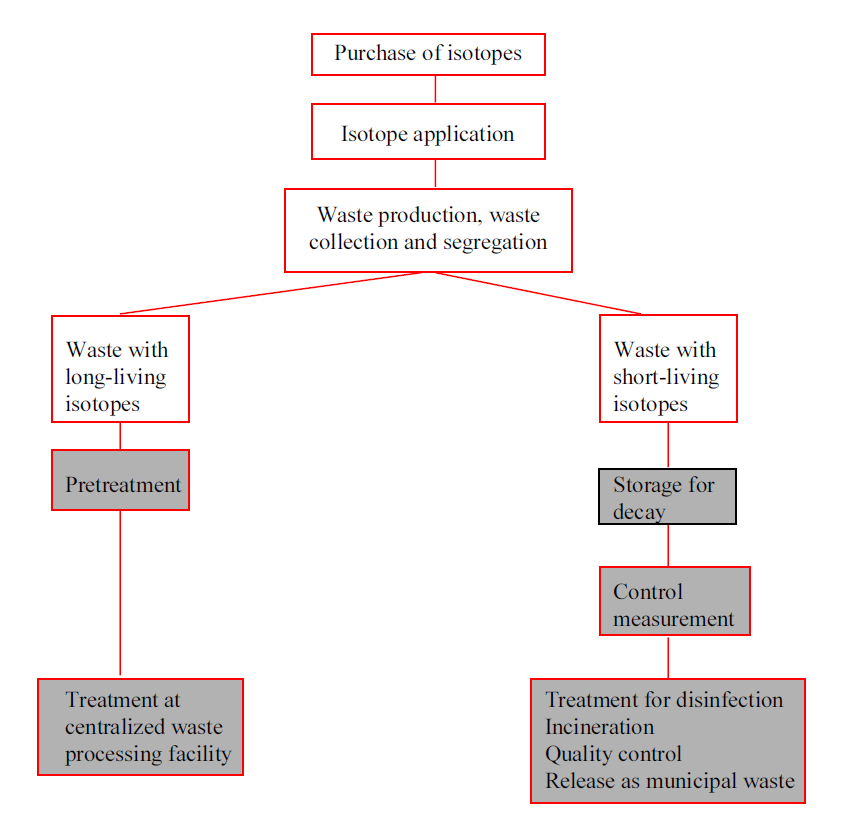 Purchase of isotopes
Isotope application
Waste production, waste
collection and segregation
Waste with
long-living
isotopes
Waste with
short-living
isotopes
Pretreatment
Storage for
decay
Control
measurement
Treatment at
centralized waste
processing facility
Treatment for disinfection
Incineration
Quality control
Release as municipal waste